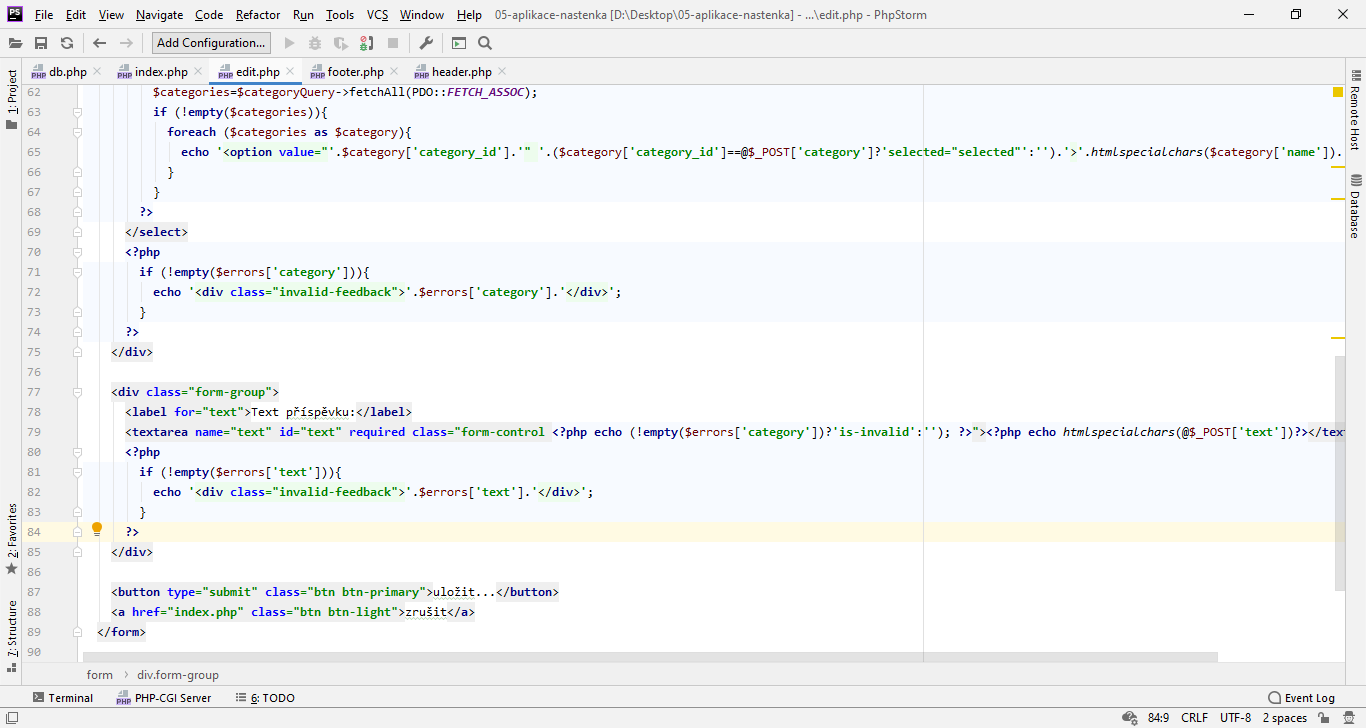 PS File Edit View Navigate Code Refactor Run Tools VCS Window Help 05-aplikace-nastenka [D:\Desktop\05-aplikace-nastenka] - ...\edit.php - PhpStorm
Add Configuration...
PHP db.php PHP index.php PHP edit.php PHP footer.php PHP header.php
1: Project
2: Favorites
7: Structure
Remote Host
Database
62 $categories=$categoryQuery->fetchAll(PDO::FETCH_ASSOC);
63 if (!empty($categories)){
64 foreach ($categories as $category){
65 echo '<option value="'.$category['category_id'].'" '.($category['category_id']==@$_POST['category']?'selected="selected"':'').'>'.htmlspecialchars($category['name']).
66 }
67 }
68 ?>
69 </select>
70 <?php
71 if (!empty($errors['category'])){
72 echo '<div class="invalid-feedback">'.$errors['category'].'</div>';
73 }
74 ?>
75 </div>
76
77 <div class="form-group">
78 <label for="text">Text příspěvku:</label>
79 <textarea name="text" id="text" required class="form-control <?php echo (!empty($errors['category'])?'is-invalid':''); ?>"><?php echo htmlspecialchars(@$_POST['text'])?></tex
80 <?php
81 if (!empty($errors['text'])){
82 echo '<div class="invalid-feedback">'.$errors['text'].'</div>';
83 }
84 ?>
85 </div>
86
87 <button type="submit" class="btn btn-primary">uložit...</button>
88 <a href="index.php" class="btn btn-light">zrušit</a>
89 </form>
90
form › div.form-group
Terminal PHP PHP-CGI Server 6: TODO Event Log
84:9 CRLF UTF-8 2 spaces